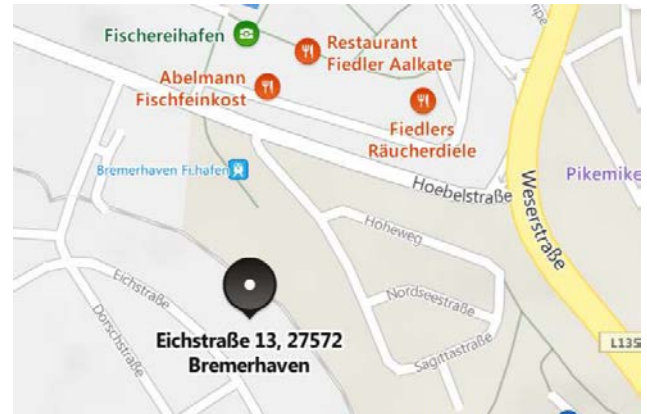 Fischereihafen
Restaurant
Fiedler Aalkate
Abelmann
Fischfeinkost
Fiedlers
Räucherdiele
Bremerhaven Fi.hafen
Hoebelstraße
Weserstraße
Pikemike
Hoheweg
Eichstraße
Nordseestraße
Dorschstraße
Sagittastraße
L135
Eichstraße 13, 27572
Bremerhaven